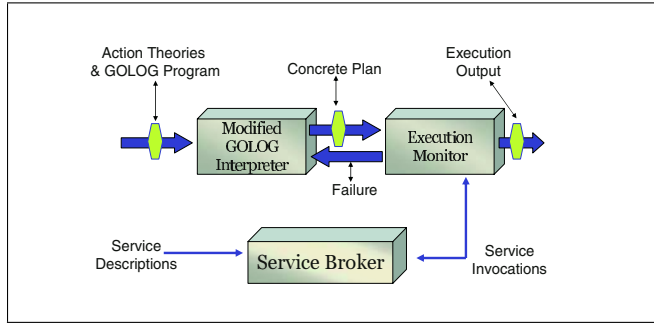 Action Theories
& GOLOG Program
Concrete Plan
Execution
Output
Modified
GOLOG
Interpreter
Execution
Monitor
Failure
Service
Descriptions
Service Broker
Service
Invocations